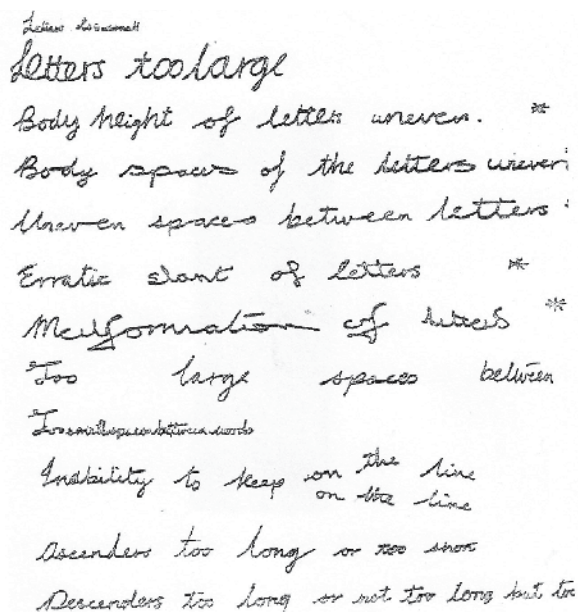 Letters too small
Letters too large
Body height of letters uneven. *
Body spaces of the letters uneven
Uneven spaces between letters
Erratic slant of letters *
Malformation of letters *
Too large spaces between
Too small spaces between words
Inability to keep on the line
on the line
Ascenders too long or too short
Descenders too long or not too long but too